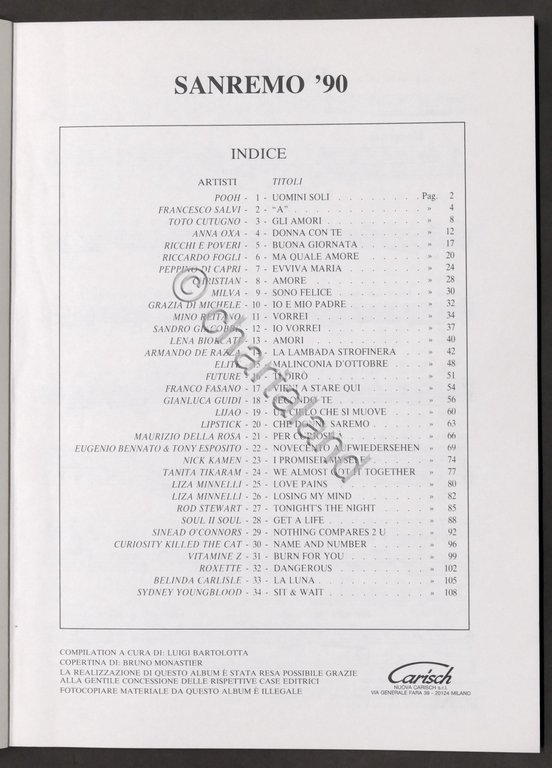 SANREMO '90
INDICE
ARTISTI TITOLI
POOH - 1 - UOMINI SOLI . . . . . . . . Pag. 2
FRANCESCO SALVI - 2 - “A” . . . . . . . . . . . . » 4
TOTO CUTUGNO - 3 - GLI AMORI . . . . . . . . . » 8
ANNA OXA - 4 - DONNA CON TE . . . . . . . » 12
RICCHI E POVERI - 5 - BUONA GIORNATA . . . . . . » 17
RICCARDO FOGLI - 6 - MA QUALE AMORE . . . . . . » 20
PEPPINO DI CAPRI - 7 - EVVIVA MARIA . . . . . . . » 24
CHRISTIAN - 8 - AMORE . . . . . . . . . . » 28
MILVA - 9 - SONO FELICE . . . . . . . . » 30
GRAZIA DI MICHELE - 10 - IO E MIO PADRE . . . . . . . » 32
MINO REITANO - 11 - VORREI . . . . . . . . . . » 34
SANDRO GIACOBBE - 12 - IO VORREI . . . . . . . . . » 37
LENA BIOLCATI - 13 - AMORI . . . . . . . . . . » 40
ARMANDO DE RAZZA - 14 - LA LAMBADA STROFINERA . . . » 42
MALINCONIA D'OTTOBRE . . . . » 48
FUTURE - 16 - TI DIRÒ . . . . . . . . . . » 51
FRANCO FASANO - 17 - VIENI A STARE QUI . . . . . . » 54
GIANLUCA GUIDI - 18 - . . . . . . . » 56
LIJAO - 19 - CHE SI MUOVE . . . . » 60
LIPSTICK - 20 - SAREMO . . . . . » 63
MAURIZIO DELLA ROSA - 21 - PER . . . . . . . » 66
EUGENIO BENNATO & TONY ESPOSITO - 22 - NOVECENTO AUFWIEDERSEHEN » 69
NICK KAMEN - 23 - I PROMISED MYSELF . . . . . » 74
TANITA TIKARAM - 24 - WE ALMOST GOT IT TOGETHER » 77
LIZA MINNELLI - 25 - LOVE PAINS . . . . . . . . » 80
LIZA MINNELLI - 26 - LOSING MY MIND . . . . . . » 82
ROD STEWART - 27 - TONIGHT'S THE NIGHT . . . . » 85
SOUL II SOUL - 28 - GET A LIFE . . . . . . . . . » 88
SINEAD O'CONNORS - 29 - NOTHING COMPARES 2 U . . . . » 92
CURIOSITY KILLED THE CAT - 30 - NAME AND NUMBER . . . . . » 96
VITAMINE Z - 31 - BURN FOR YOU . . . . . . . » 99
ROXETTE - 32 - DANGEROUS . . . . . . . . » 102
BELINDA CARLISLE - 33 - LA LUNA . . . . . . . . . . » 105
SYDNEY YOUNGBLOOD - 34 - SIT & WAIT . . . . . . . . » 108
© chartaland
COMPILATION A CURA DI: LUIGI BARTOLOTTA
COPERTINA DI: BRUNO MONASTIER
LA REALIZZAZIONE DI QUESTO ALBUM È STATA RESA POSSIBILE GRAZIE
ALLA GENTILE CONCESSIONE DELLE RISPETTIVE CASE EDITRICI
FOTOCOPIARE MATERIALE DA QUESTO ALBUM È ILLEGALE
Carisch
NUOVA CARISCH s.r.l.
VIA GENERALE FARA 39 - 20124 MILANO